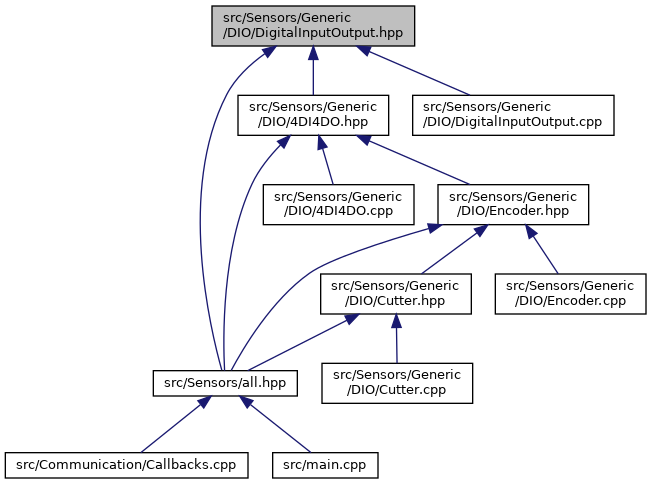 src/Sensors/Generic
/DIO/DigitalInputOutput.hpp
src/Sensors/Generic
/DIO/4DI4DO.hpp
src/Sensors/Generic
/DIO/DigitalInputOutput.cpp
src/Sensors/Generic
/DIO/4DI4DO.cpp
src/Sensors/Generic
/DIO/Encoder.hpp
src/Sensors/Generic
/DIO/Cutter.hpp
src/Sensors/Generic
/DIO/Encoder.cpp
src/Sensors/all.hpp
src/Sensors/Generic
/DIO/Cutter.cpp
src/Communication/Callbacks.cpp
src/main.cpp